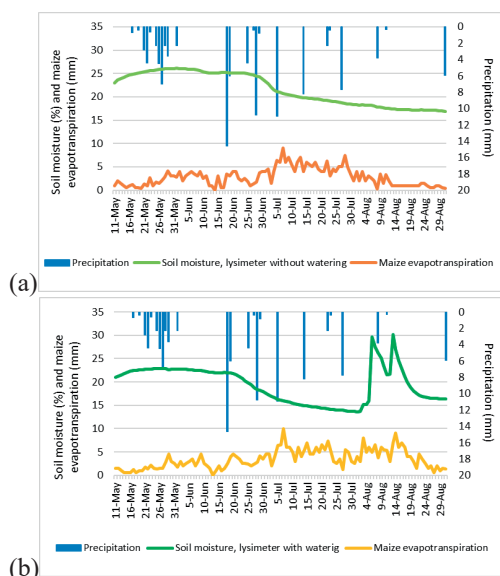 (a)
Soil moisture (%) and maize
evapotranspiration (mm)
35
30
25
20
15
10
5
0
0
2
4
6
8
10
12
14
16
18
20
Precipitation (mm)
11-May
16-May
21-May
26-May
31-May
5-Jun
10-Jun
15-Jun
20-Jun
25-Jun
30-Jun
5-Jul
10-Jul
15-Jul
20-Jul
25-Jul
30-Jul
4-Aug
9-Aug
14-Aug
19-Aug
24-Aug
29-Aug
Precipitation
Soil moisture, lysimeter without watering
Maize evapotranspiration
(b)
Soil moisture (%) and maize
evapotranspiration (mm)
35
30
25
20
15
10
5
0
0
2
4
6
8
10
12
14
16
18
20
Precipitation (mm)
11-May
16-May
21-May
26-May
31-May
5-Jun
10-Jun
15-Jun
20-Jun
25-Jun
30-Jun
5-Jul
10-Jul
15-Jul
20-Jul
25-Jul
30-Jul
4-Aug
9-Aug
14-Aug
19-Aug
24-Aug
29-Aug
Precipitation
Soil moisture, lysimeter with waterig
Maize evapotranspiration